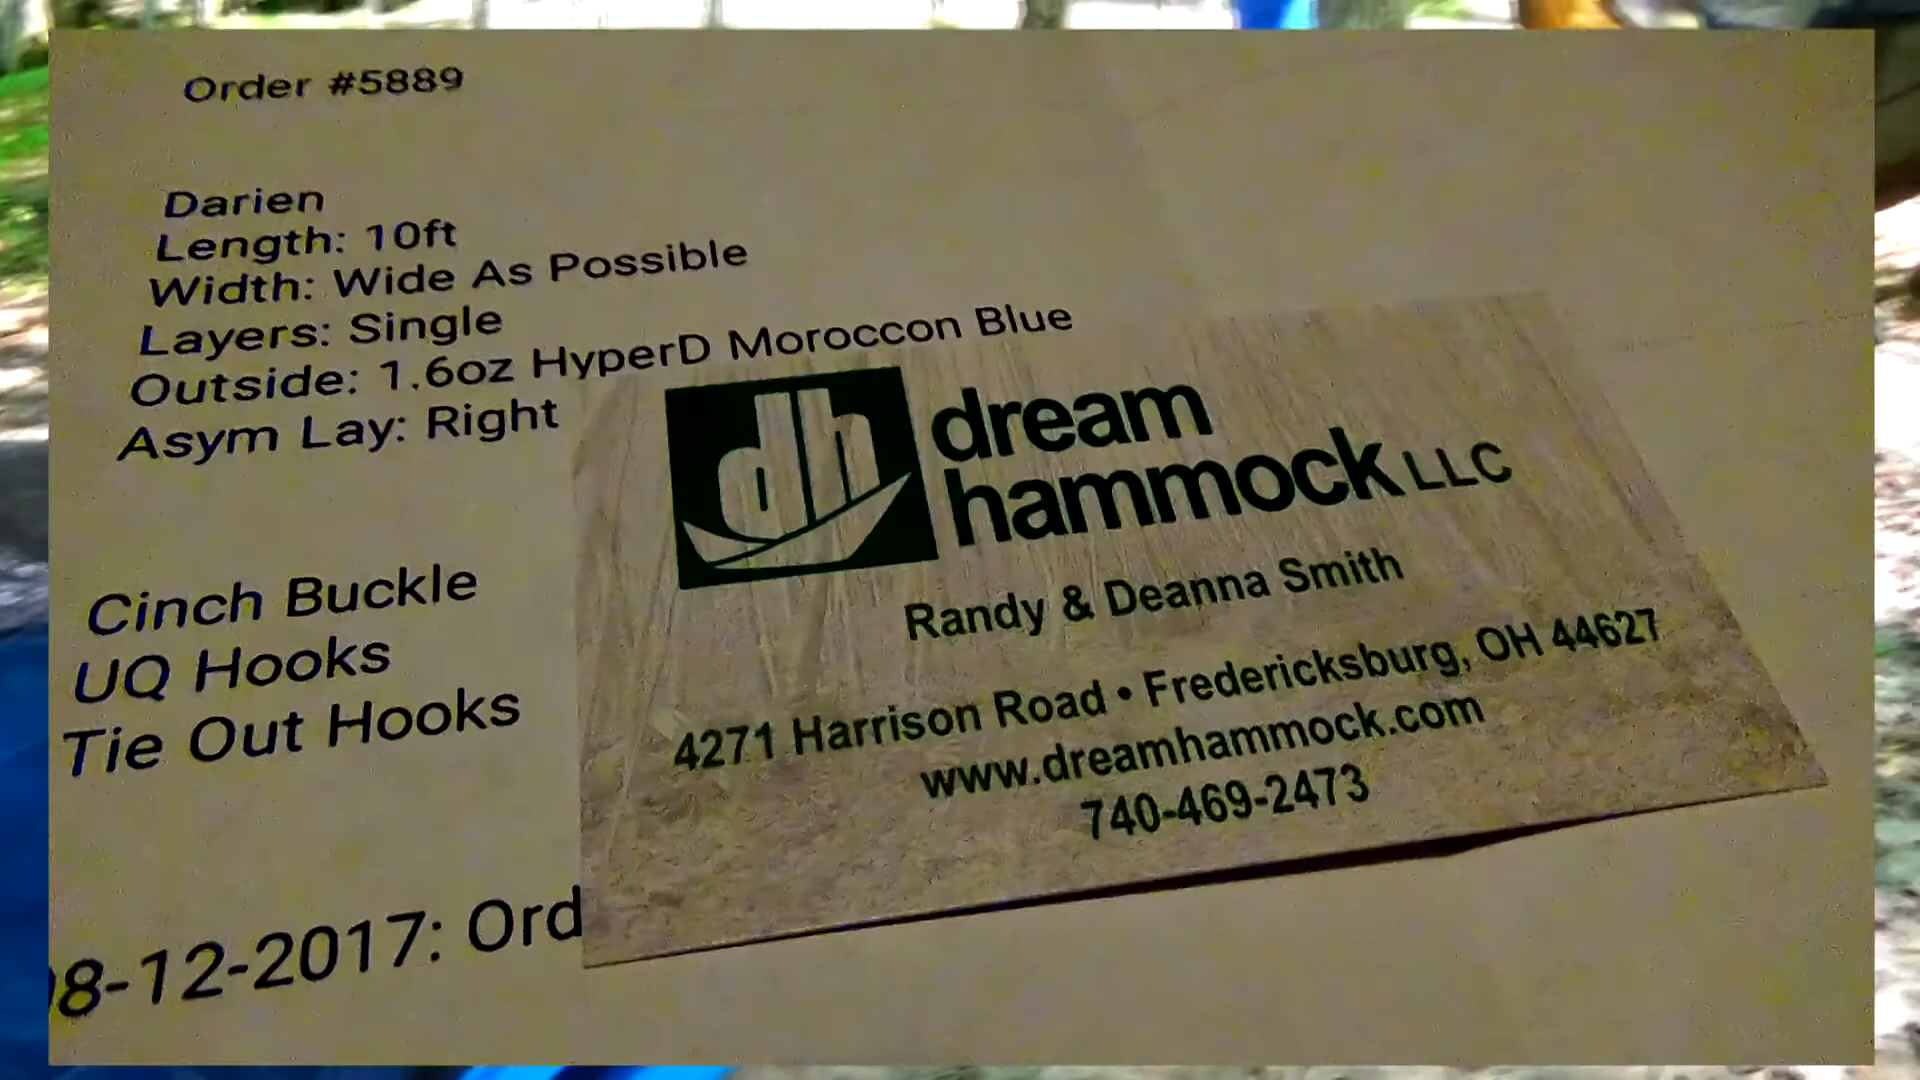 Order #5889
Darien
Length: 10ft
Width: Wide As Possible
Layers: Single
Outside: 1.6oz HyperD Moroccon Blue
Asym Lay: Right
Cinch Buckle
UQ Hooks
Tie Out Hooks
08-12-2017: Ord
dh
dream
hammock LLC
Randy & Deanna Smith
4271 Harrison Road • Fredericksburg, OH 44627
www.dreamhammock.com
740-469-2473